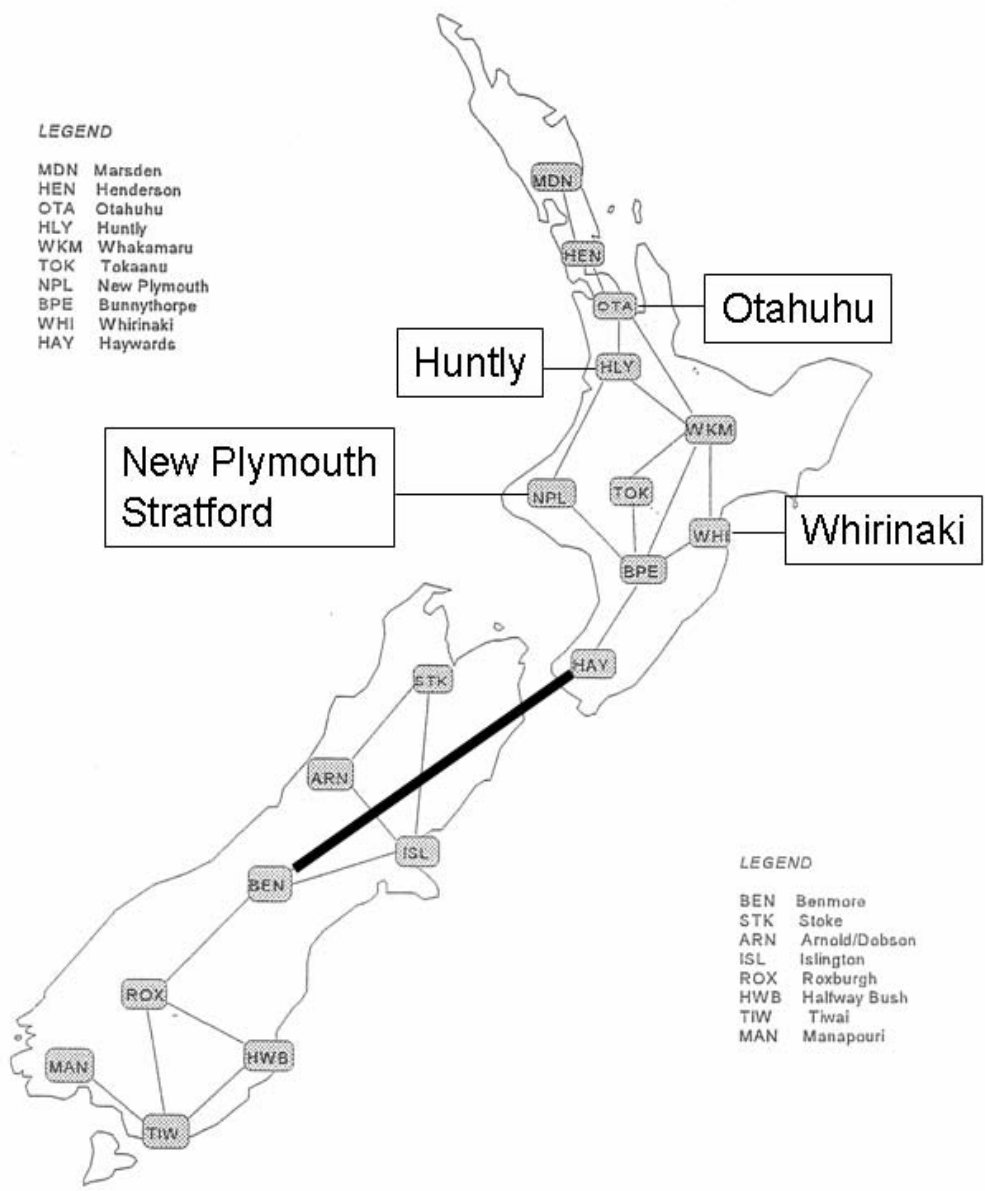 LEGEND
MDN Marsden
HEN Henderson
OTA Otahuhu
HLY Huntly
WKM Whakamaru
TOK Tokaanu
NPL New Plymouth
BPE Bunnythorpe
WHI Whirinaki
HAY Haywards
MDN
HEN
OTA
Otahuhu
Huntly
HLY
WKM
New Plymouth
Stratford
NPL
TOK
WHI
Whirinaki
BPE
HAY
STK
ARN
ISL
BEN
ROX
HWB
MAN
TIW
LEGEND
BEN Benmore
STK Stoke
ARN Arnold/Dobson
ISL Islington
ROX Roxburgh
HWB Halfway Bush
TIW Tiwai
MAN Manapouri